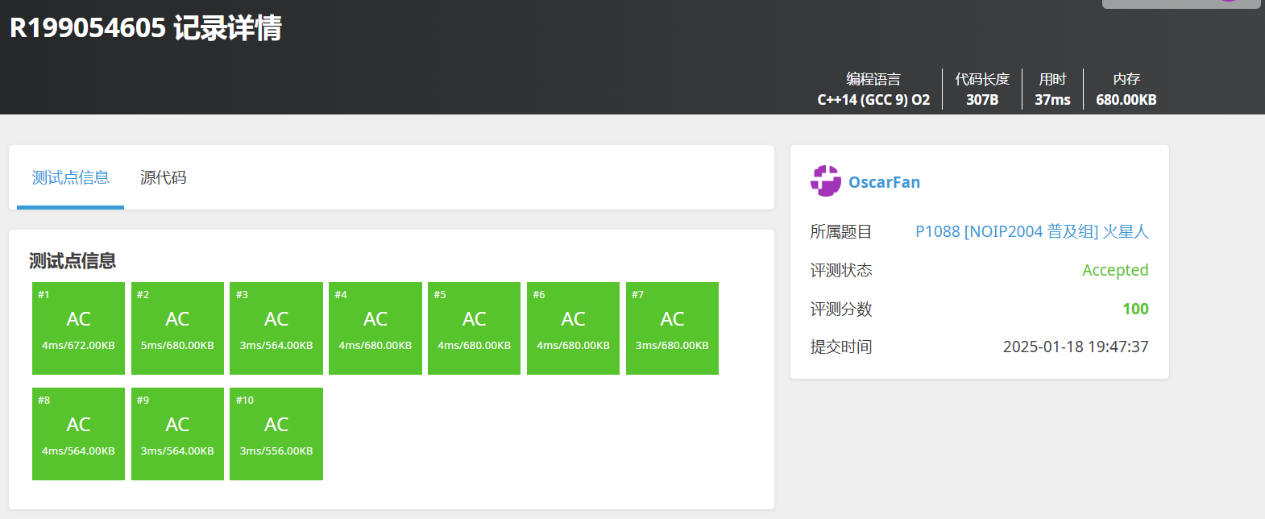 R199054605 记录详情
编程语言 代码长度 用时 内存
C++14 (GCC 9) O2 307B 37ms 680.00KB
测试点信息 源代码
测试点信息
#1 #2 #3 #4 #5 #6 #7
AC AC AC AC AC AC AC
4ms/672.00KB 5ms/680.00KB 3ms/564.00KB 4ms/680.00KB 4ms/680.00KB 4ms/680.00KB 3ms/680.00KB
#8 #9 #10
AC AC AC
4ms/564.00KB 3ms/564.00KB 3ms/556.00KB
OscarFan
所属题目 P1088 [NOIP2004 普及组] 火星人
评测状态 Accepted
评测分数 100
提交时间 2025-01-18 19:47:37